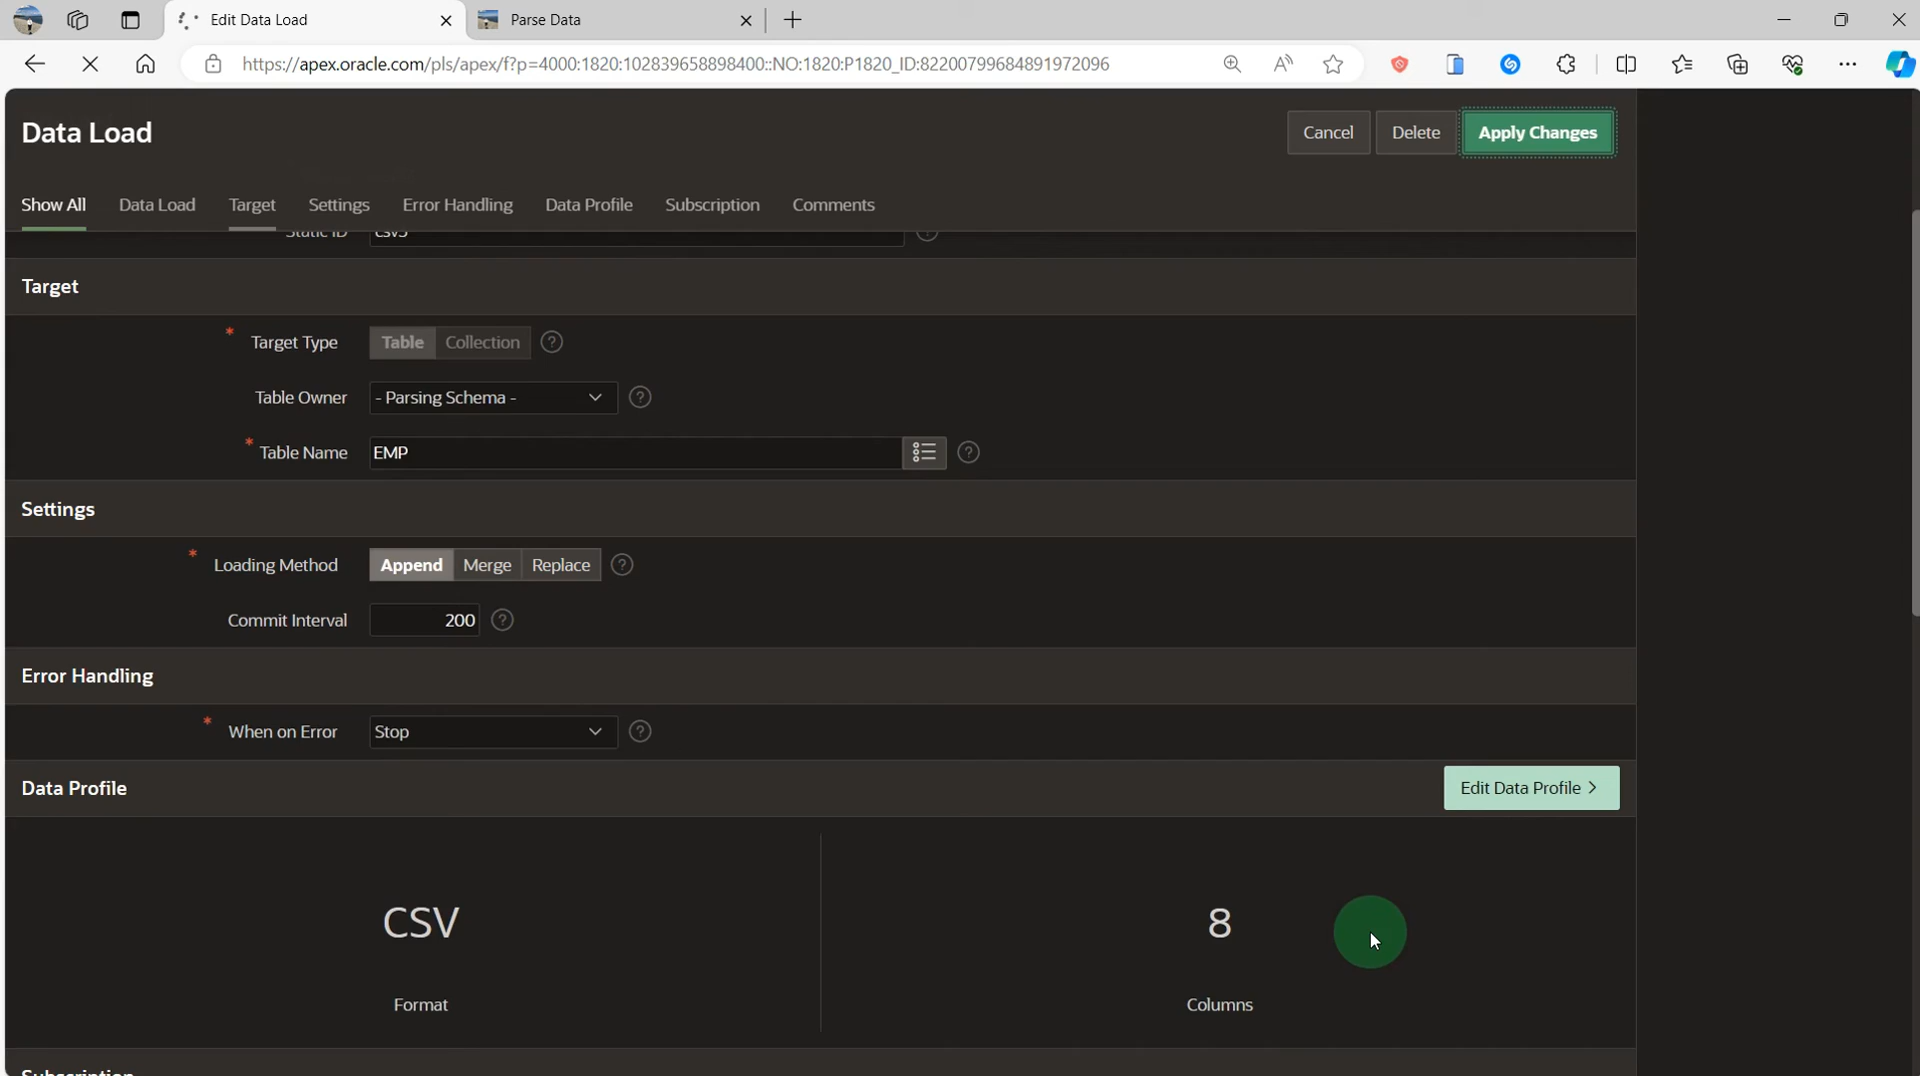 Edit Data Load
Parse Data
https://apex.oracle.com/pls/apex/f?p=4000:1820:102839658898400::NO:1820:P1820_ID:82200799684891972096
Data Load
Cancel
Delete
Apply Changes
Show All
Data Load
Target
Settings
Error Handling
Data Profile
Subscription
Comments
Static ID
Target
* Target Type
Table
Collection
?
Table Owner
- Parsing Schema -
?
* Table Name
EMP
?
Settings
* Loading Method
Append
Merge
Replace
?
Commit Interval
200
?
Error Handling
* When on Error
Stop
?
Data Profile
Edit Data Profile >
CSV
Format
8
Columns
Subscription